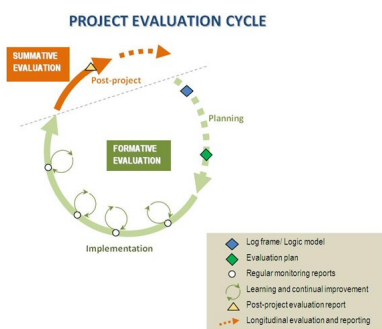 PROJECT EVALUATION CYCLE
SUMMATIVE
EVALUATION
Post-project
Planning
FORMATIVE
EVALUATION
Implementation
Log frame/ Logic model
Evaluation plan
Regular monitoring reports
Learning and continual improvement
Post-project evaluation report
Longitudinal evaluation and reporting